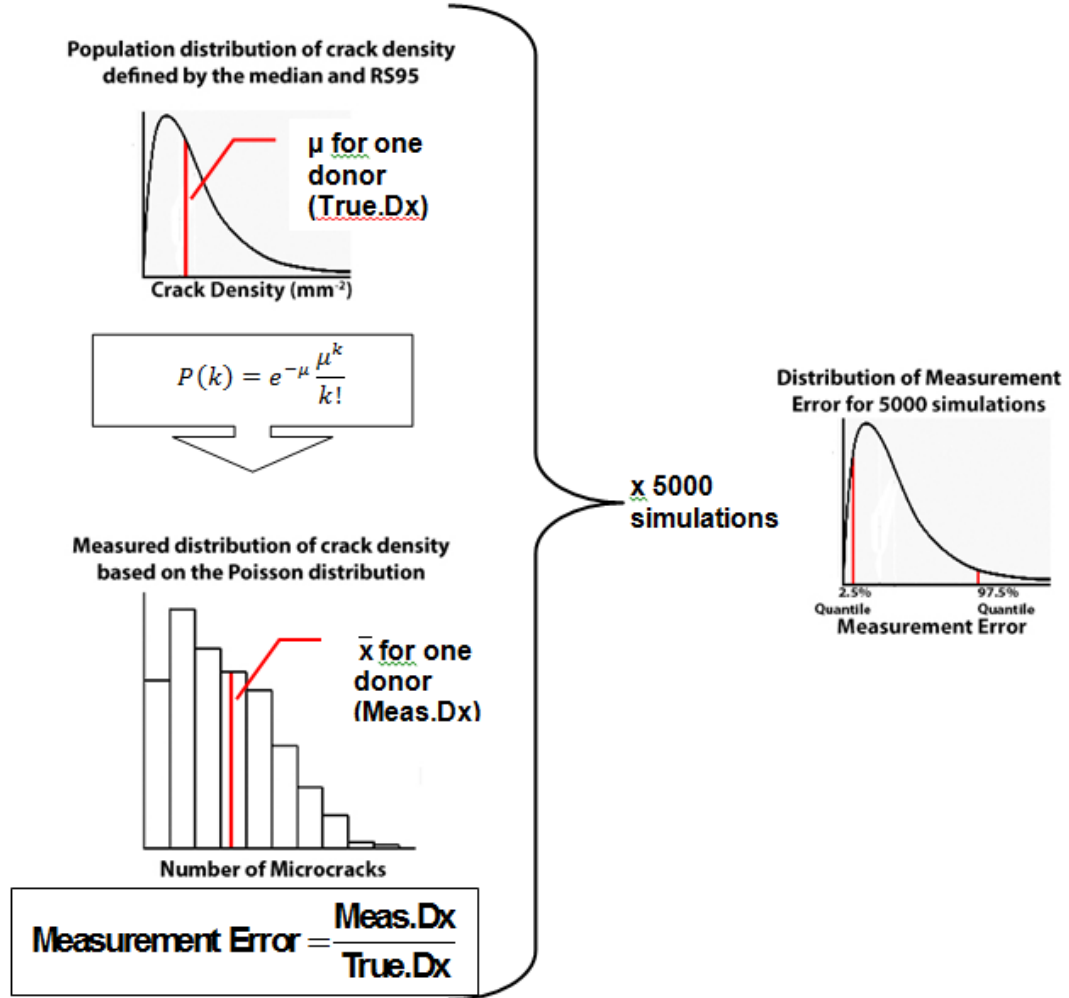 Population distribution of crack density
defined by the median and RS95
μ for one
donor
(True.Dx)
Crack Density (mm⁻²)
P(k) = e^{-μ} \frac{μ^k}{k!}
Measured distribution of crack density
based on the Poisson distribution
x̄ for one
donor
(Meas.Dx)
Number of Microcracks
Measurement Error = \frac{Meas.Dx}{True.Dx}
x 5000
simulations
Distribution of Measurement
Error for 5000 simulations
2.5% 97.5%
Quantile Quantile
Measurement Error